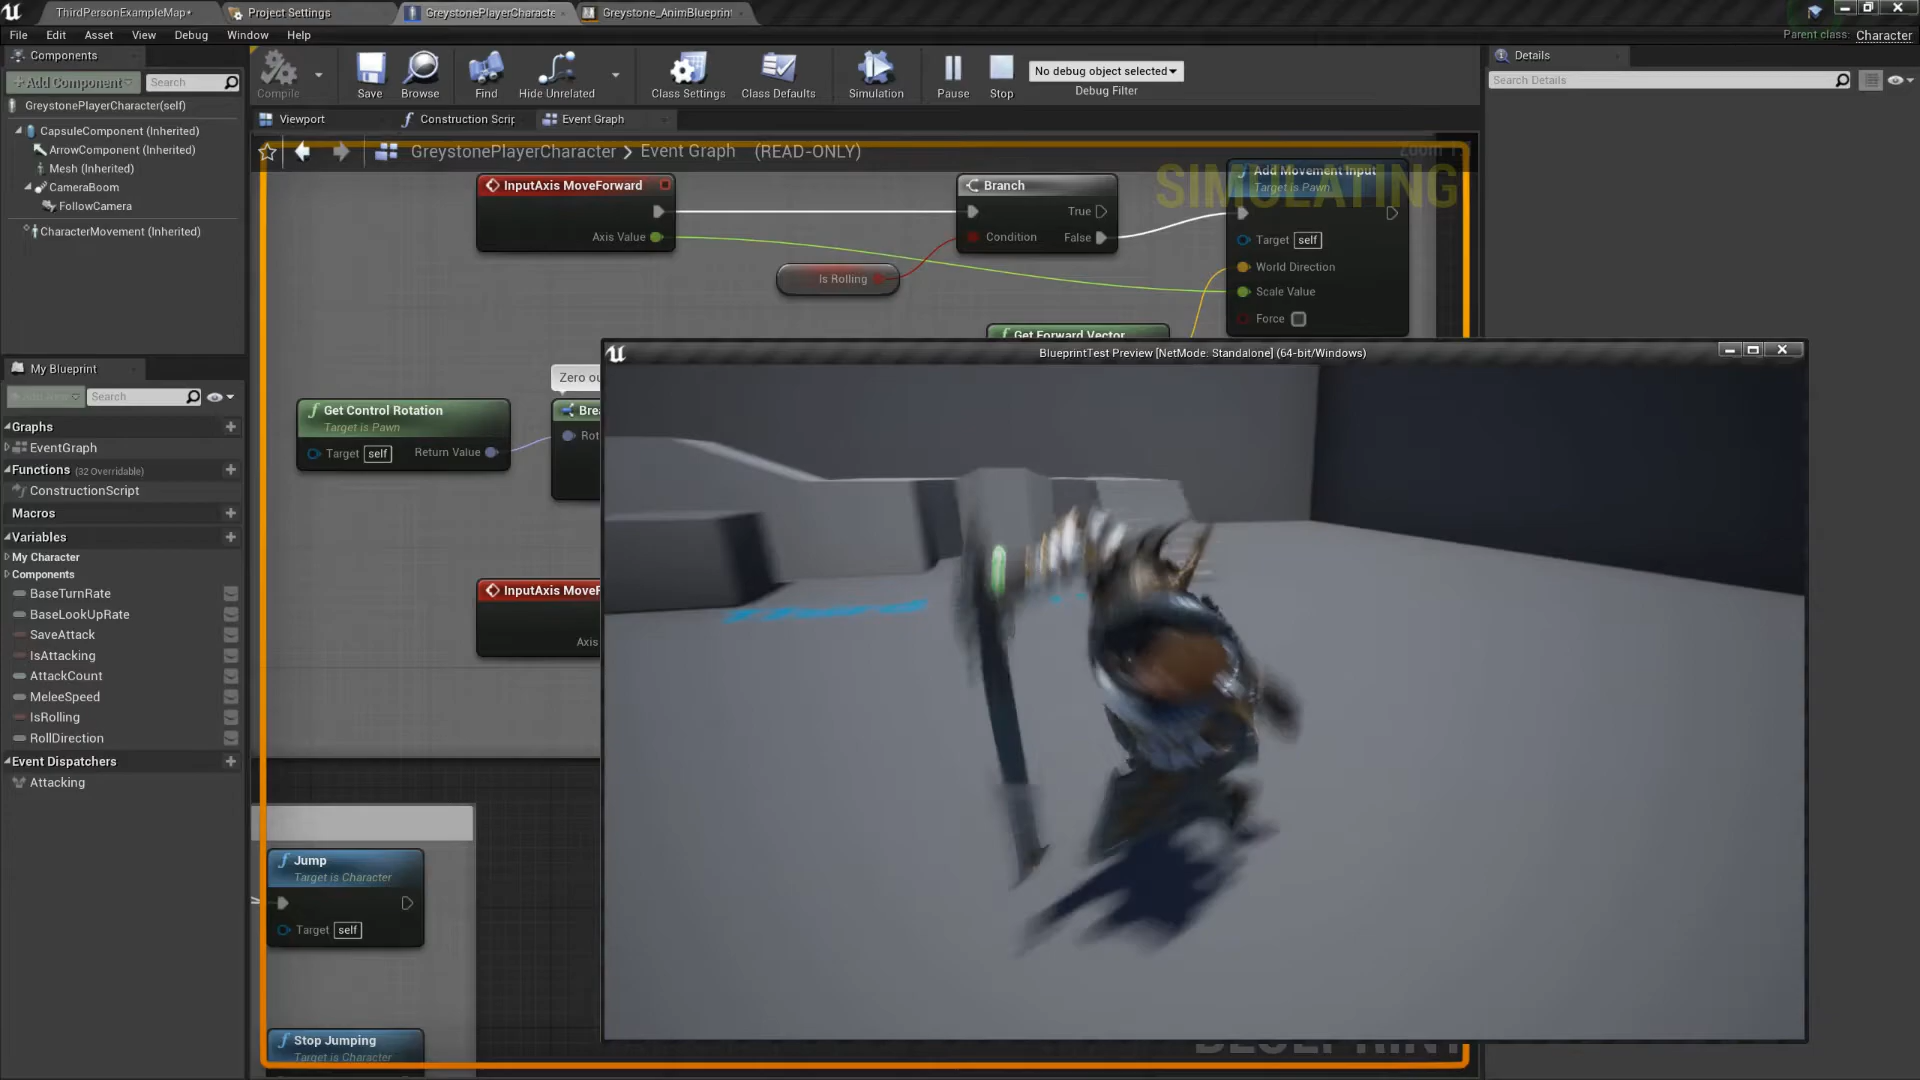 ThirdPersonExampleMap*
Project Settings
GreystonePlayerCharacte
Greystone_AnimBlueprint
File Edit Asset View Debug Window Help
Parent class: Character
Components
Add Component
Search
GreystonePlayerCharacter(self)
CapsuleComponent (Inherited)
ArrowComponent (Inherited)
Mesh (Inherited)
CameraBoom
FollowCamera
CharacterMovement (Inherited)
Compile
Save
Browse
Find
Hide Unrelated
Class Settings
Class Defaults
Simulation
Pause
Stop
No debug object selected
Debug Filter
Details
Search Details
Viewport
Construction Scrip
Event Graph
GreystonePlayerCharacter > Event Graph (READ-ONLY)
SIMULATING
InputAxis MoveForward
Axis Value
Branch
True
Condition
False
Is Rolling
Add Movement Input
Target is Pawn
Target self
World Direction
Scale Value
Force
Get Forward Vector
Zero ou
Get Control Rotation
Target is Pawn
Target self
Return Value
Brea
Rot
InputAxis MoveF
Axis
BlueprintTest Preview [NetMode: Standalone] (64-bit/Windows)
My Blueprint
Search
Graphs
EventGraph
Functions (32 Overridable)
ConstructionScript
Macros
Variables
My Character
Components
BaseTurnRate
BaseLookUpRate
SaveAttack
IsAttacking
AttackCount
MeleeSpeed
IsRolling
RollDirection
Event Dispatchers
Attacking
Jump
Target is Character
Target self
Stop Jumping
Target is Character